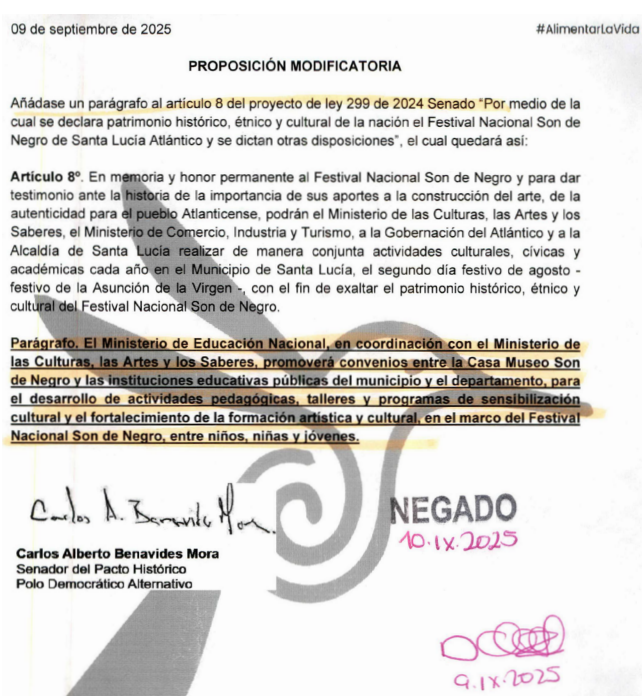 09 de septiembre de 2025
#AlimentarLaVida
PROPOSICIÓN MODIFICATORIA
Añádase un parágrafo al artículo 8 del proyecto de ley 299 de 2024 Senado "Por medio de la
cual se declara patrimonio histórico, étnico y cultural de la nación el Festival Nacional Son de
Negro de Santa Lucía Atlántico y se dictan otras disposiciones", el cual quedará así:
Artículo 8º. En memoria y honor permanente al Festival Nacional Son de Negro y para dar
testimonio ante la historia de la importancia de sus aportes a la construcción del arte, de la
autenticidad para el pueblo Atlanticense, podrán el Ministerio de las Culturas, las Artes y los
Saberes, el Ministerio de Comercio, Industria y Turismo, a la Gobernación del Atlántico y a la
Alcaldía de Santa Lucía realizar de manera conjunta actividades culturales, cívicas y
académicas cada año en el Municipio de Santa Lucía, el segundo día festivo de agosto -
festivo de la Asunción de la Virgen -, con el fin de exaltar el patrimonio histórico, étnico y
cultural del Festival Nacional Son de Negro.
Parágrafo. El Ministerio de Educación Nacional, en coordinación con el Ministerio de
las Culturas, las Artes y los Saberes, promoverá convenios entre la Casa Museo Son
de Negro y las instituciones educativas públicas del municipio y el departamento, para
el desarrollo de actividades pedagógicas, talleres y programas de sensibilización
cultural y el fortalecimiento de la formación artística y cultural, en el marco del Festival
Nacional Son de Negro, entre niños, niñas y jóvenes.
Carlos A. Benavides Mora
NEGADO
10.IX.2025
Carlos Alberto Benavides Mora
Senador del Pacto Histórico
Polo Democrático Alternativo
9.IX.2025